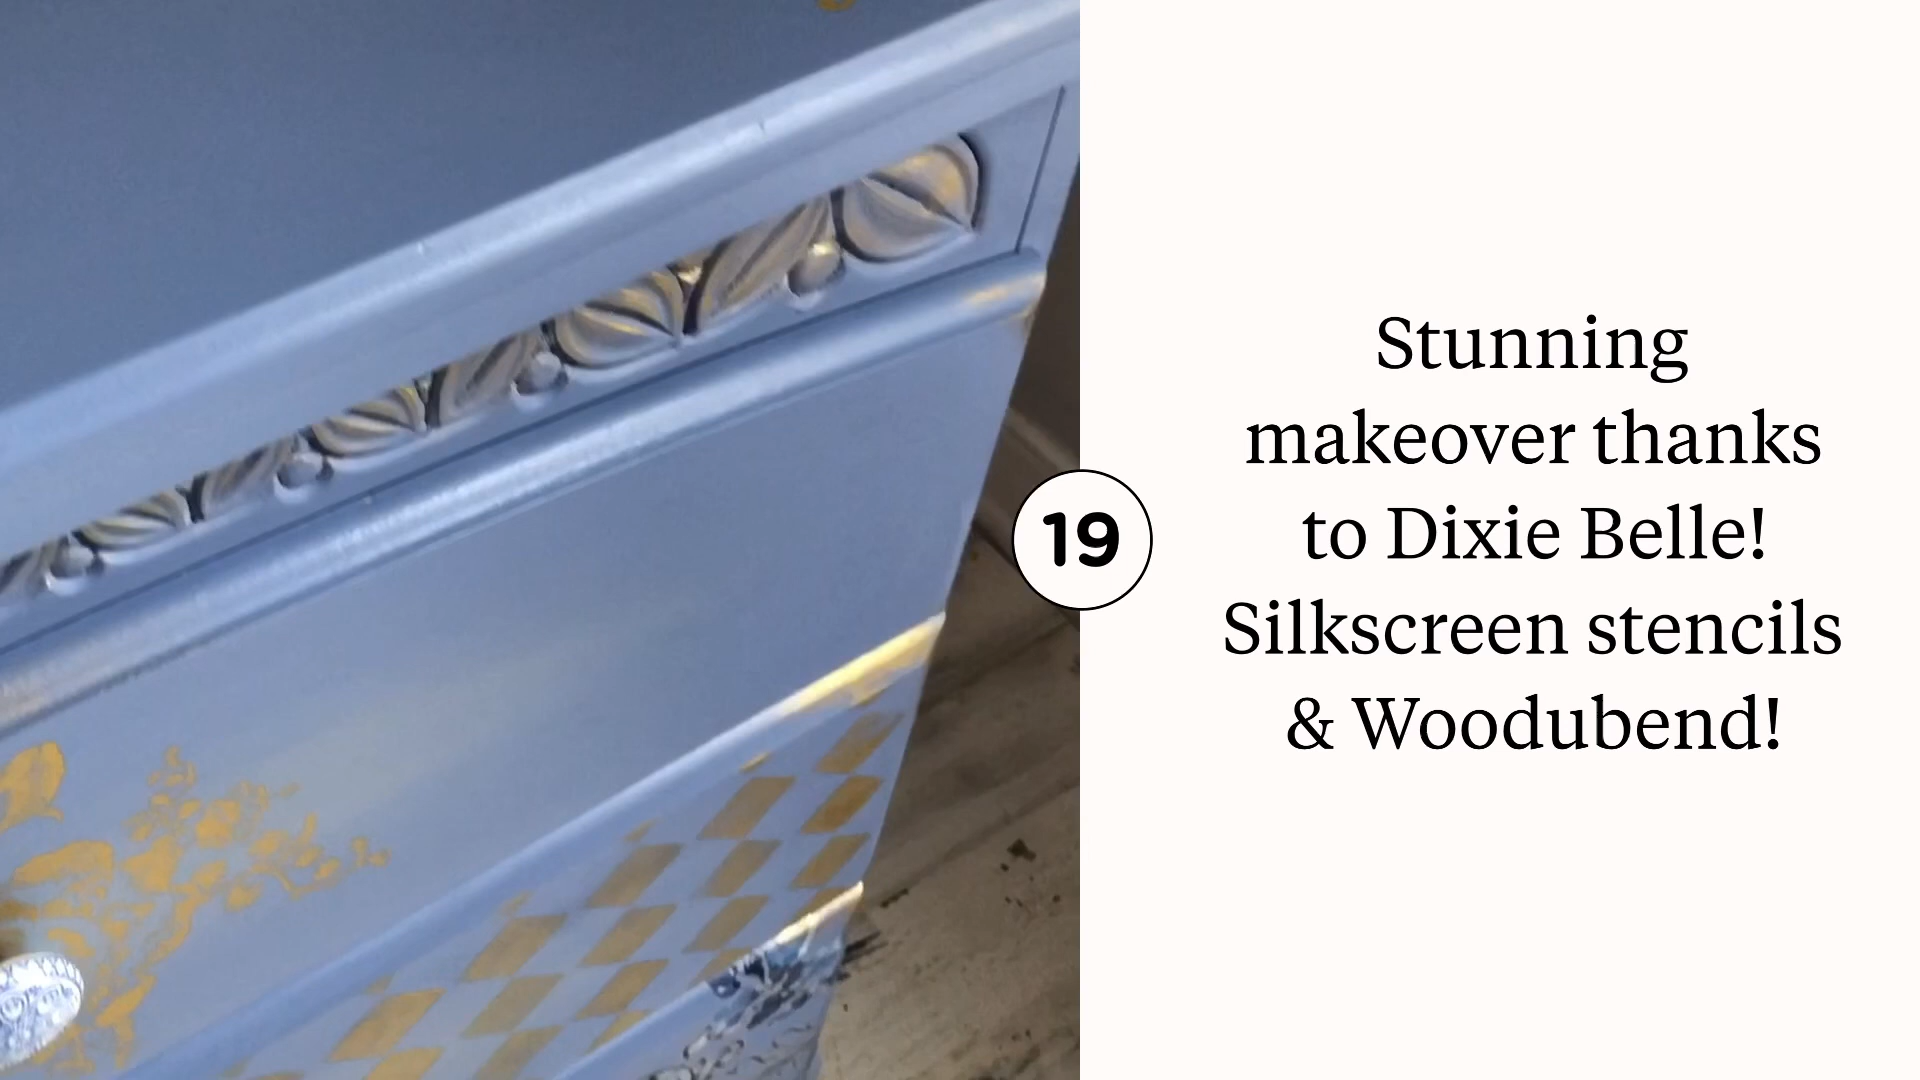 19
Stunning
makeover thanks
to Dixie Belle!
Silkscreen stencils
& Woodubend!